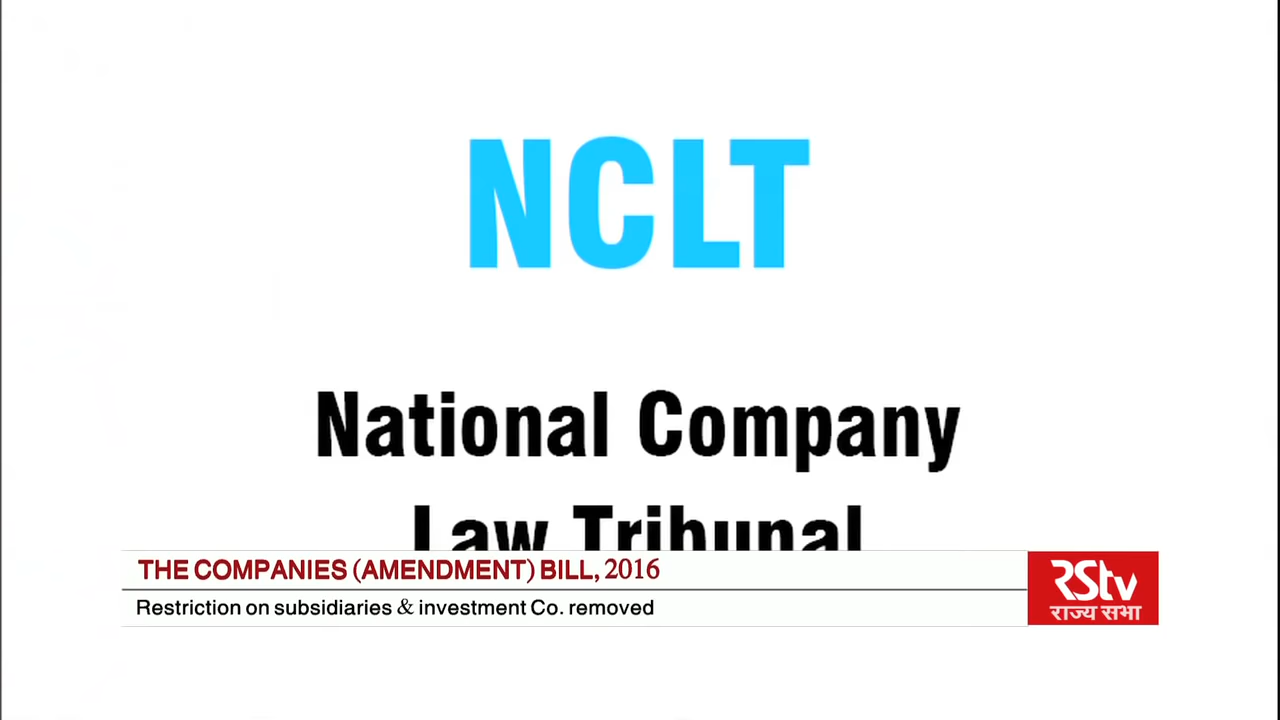 NCLT
National Company
Law Tribunal
THE COMPANIES (AMENDMENT) BILL, 2016
Restriction on subsidiaries & investment Co. removed
RStv
राज्य सभा